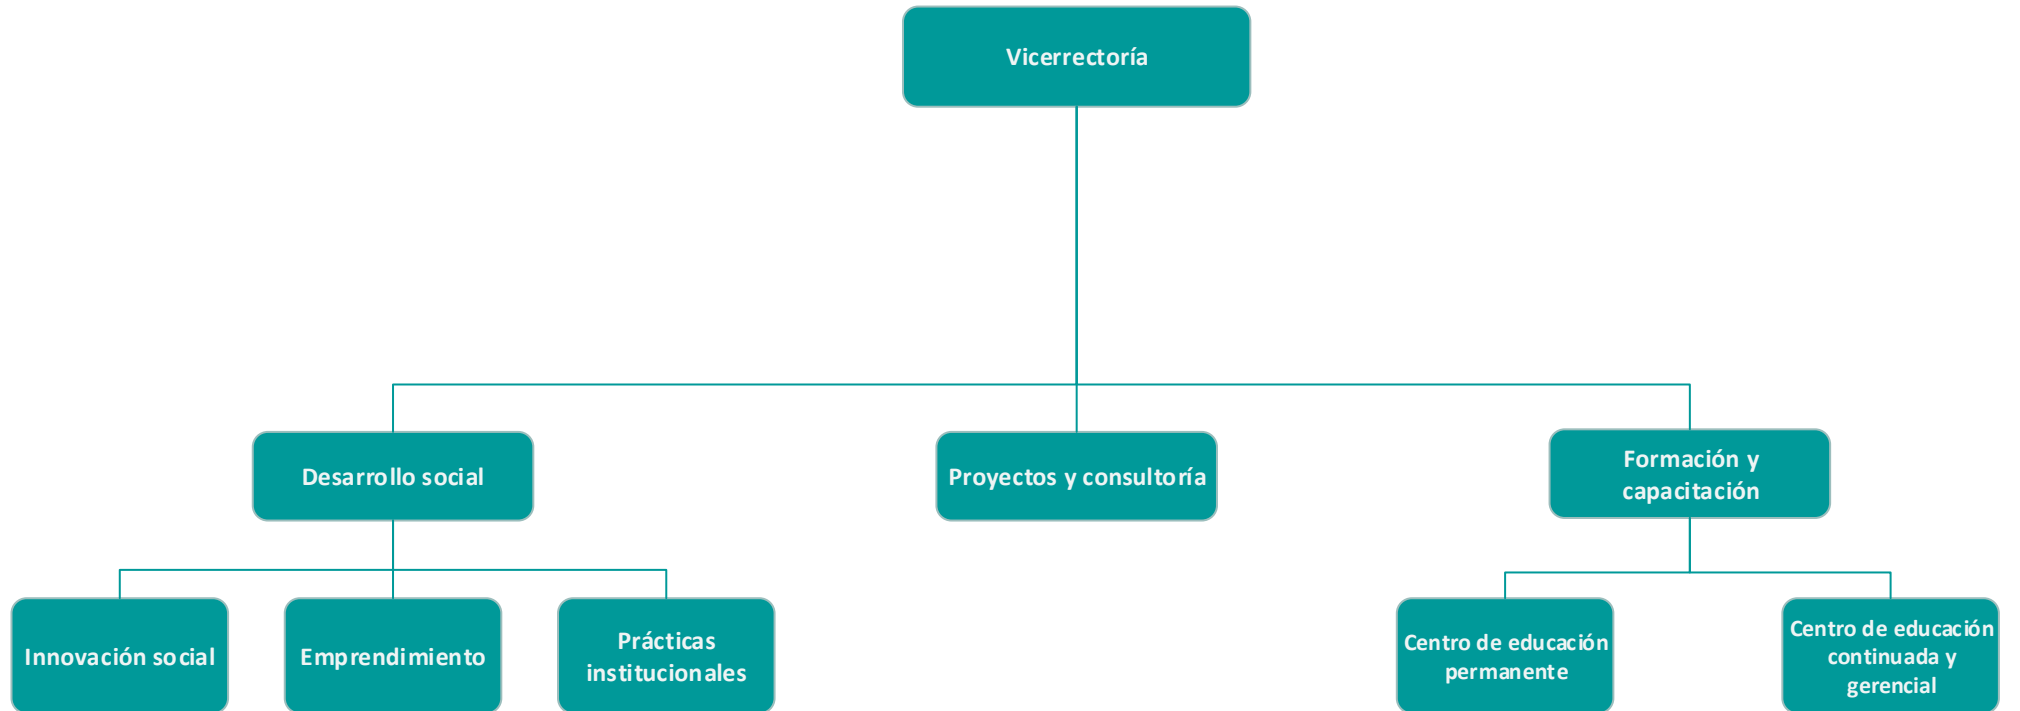 Vicerrectoría
Desarrollo social
Proyectos y consultoría
Formación y
capacitación
Innovación social
Emprendimiento
Prácticas
institucionales
Centro de educación
permanente
Centro de educación
continuada y
gerencial